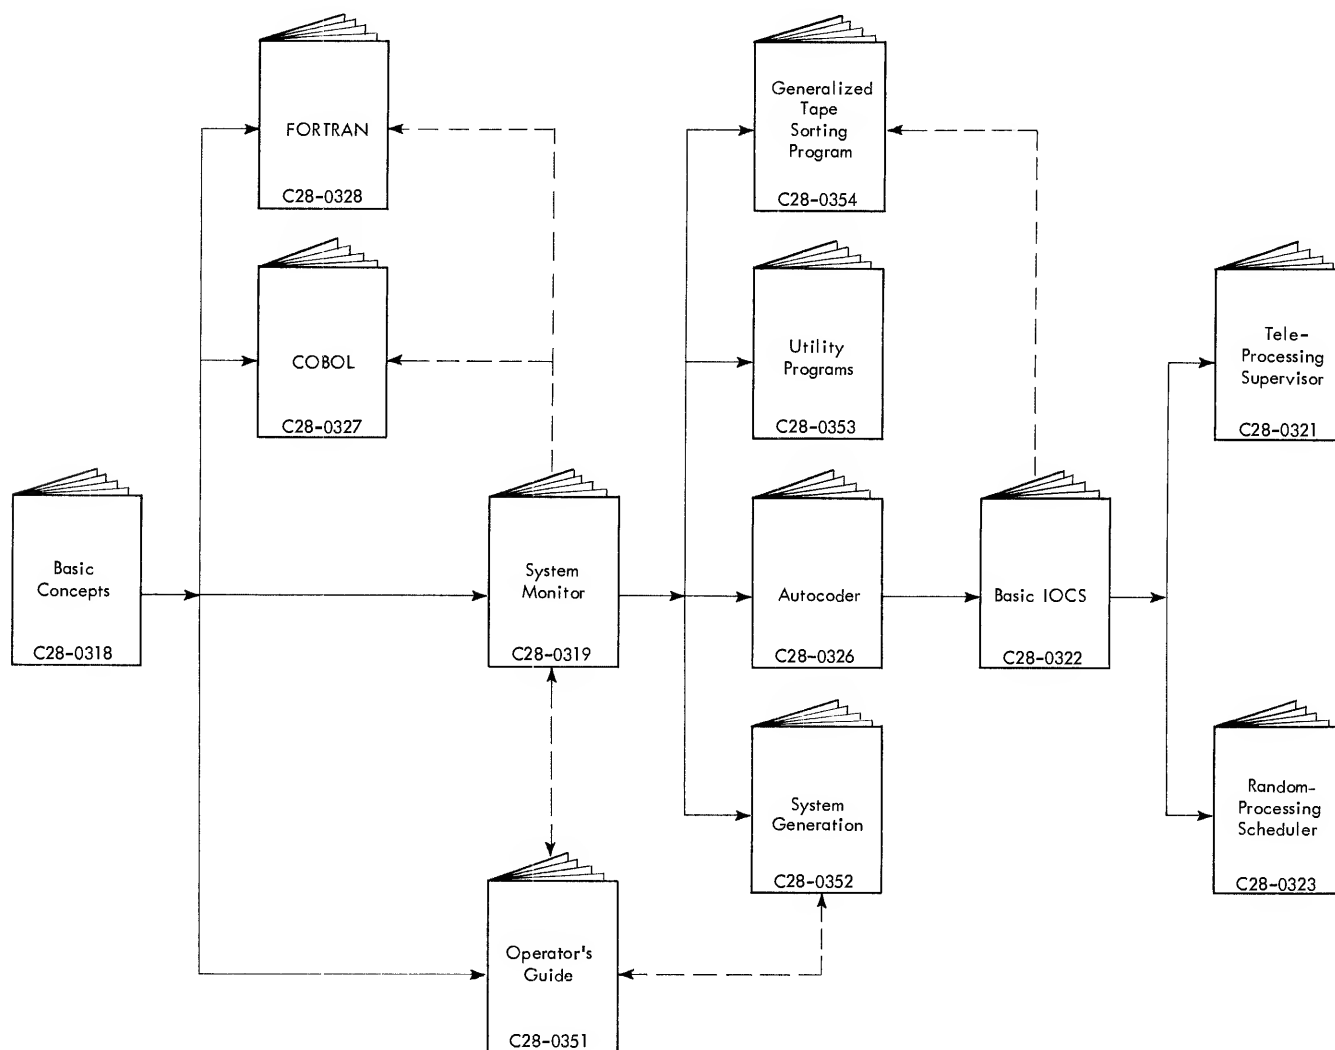 FORTRAN
C28-0328
COBOL
C28-0327
Basic
Concepts
C28-0318
System
Monitor
C28-0319
Operator's
Guide
C28-0351
Generalized
Tape
Sorting
Program
C28-0354
Utility
Programs
C28-0353
Autocoder
C28-0326
System
Generation
C28-0352
Basic IOCS
C28-0322
Tele-
Processing
Supervisor
C28-0321
Random-
Processing
Scheduler
C28-0323